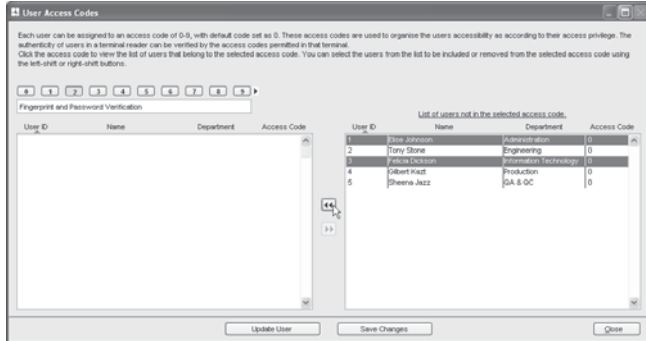 User Access Codes
Each user can be assigned to an access code of 0-9, with default code set as 0. These access codes are used to organise the users accessibility as according to their access privilege. The
authenticity of users in a terminal reader can be verified by the access codes permitted in that terminal.
Click the access code to view the list of users that belong to the selected access code. You can select the users from the list to be included or removed from the selected access code using
the left-shift or right-shift buttons.
0 1 2 3 4 5 6 7 8 9
Fingerprint and Password Verification
List of users not in the selected access code.
User ID Name Department Access Code User ID Name Department Access Code
1 Elice Johnson Administration 0
2 Tony Stone Engineering 0
3 Felicia Dickson Information Technology 0
4 Gilbert Kezt Production 0
5 Sheena Jazz QA & QC 0
Update User Save Changes Close